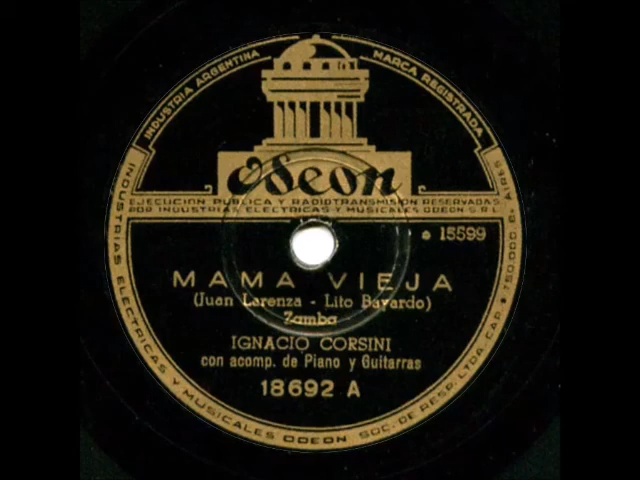 INDUSTRIA ARGENTINA
MARCA REGISTRADA
Odeon
EJECUCION PUBLICA Y RADIOTRANSMISION RESERVADAS
POR INDUSTRIAS ELECTRICAS Y MUSICALES ODEON-S.R.L.
15599
MAMA VIEJA
(Juan Larenza - Lito Bayardo)
Zamba
IGNACIO CORSINI
con acomp. de Piano y Guitarras
18692 A
INDUSTRIAS ELECTRICAS Y MUSICALES ODEON SOC. DE RESP. LTDA. CAP. $ 750.000. Bs. AIRES